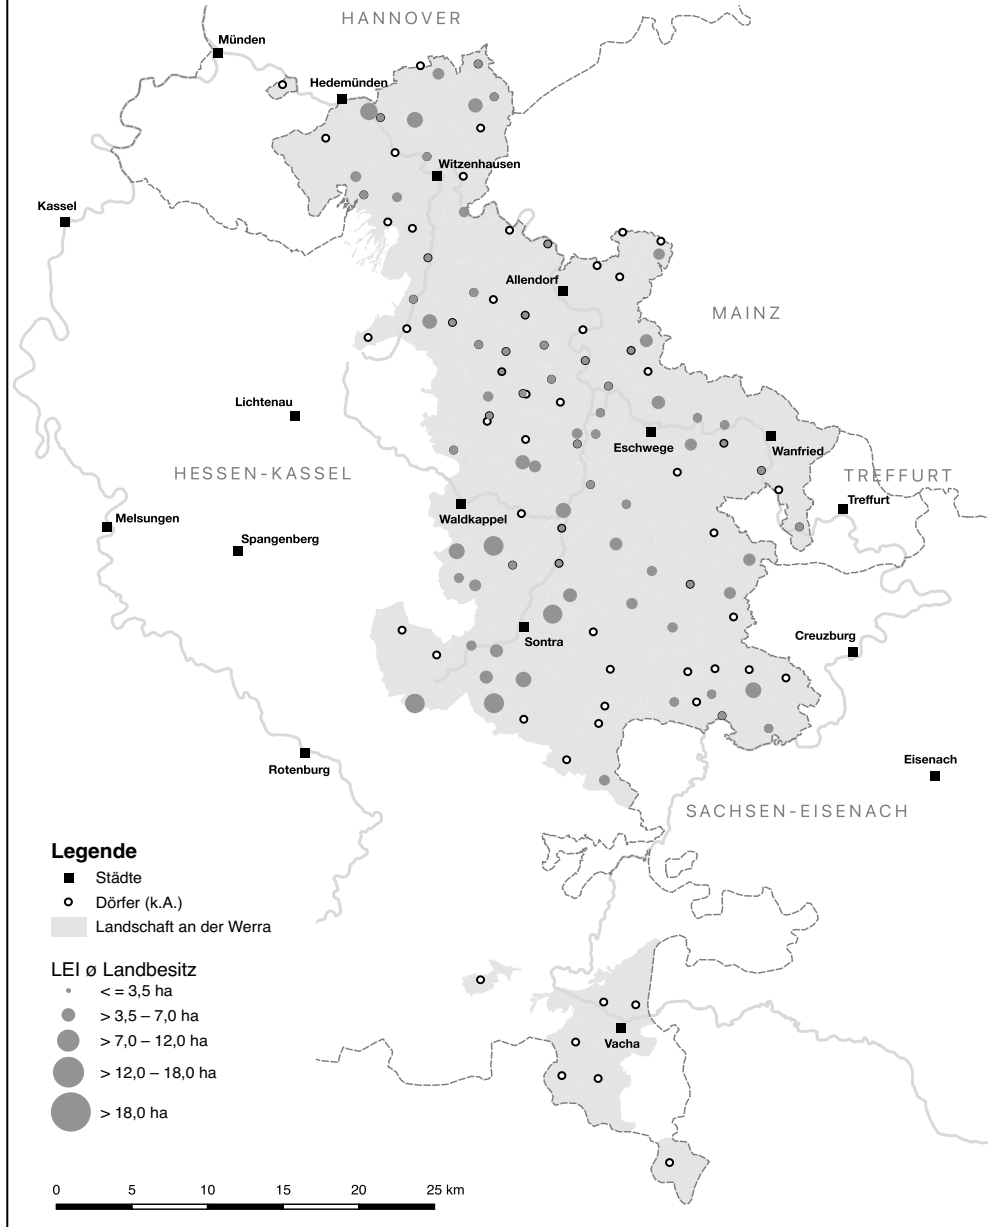 HANNOVER
Münden
Hedemünden
Witzenhausen
Kassel
Allendorf
MAINZ
Lichtenau
Eschwege
Wanfried
HESSEN-KASSEL
TREFFURT
Treffurt
Waldkappel
Melsungen
Spangenberg
Sontra
Creuzburg
Eisenach
Rotenburg
SACHSEN-EISENACH
Legende
Städte
Dörfer (k.A.)
Landschaft an der Werra
LEI ø Landbesitz
< = 3,5 ha
> 3,5 – 7,0 ha
> 7,0 – 12,0 ha
> 12,0 – 18,0 ha
> 18,0 ha
Vacha
0 5 10 15 20 25 km